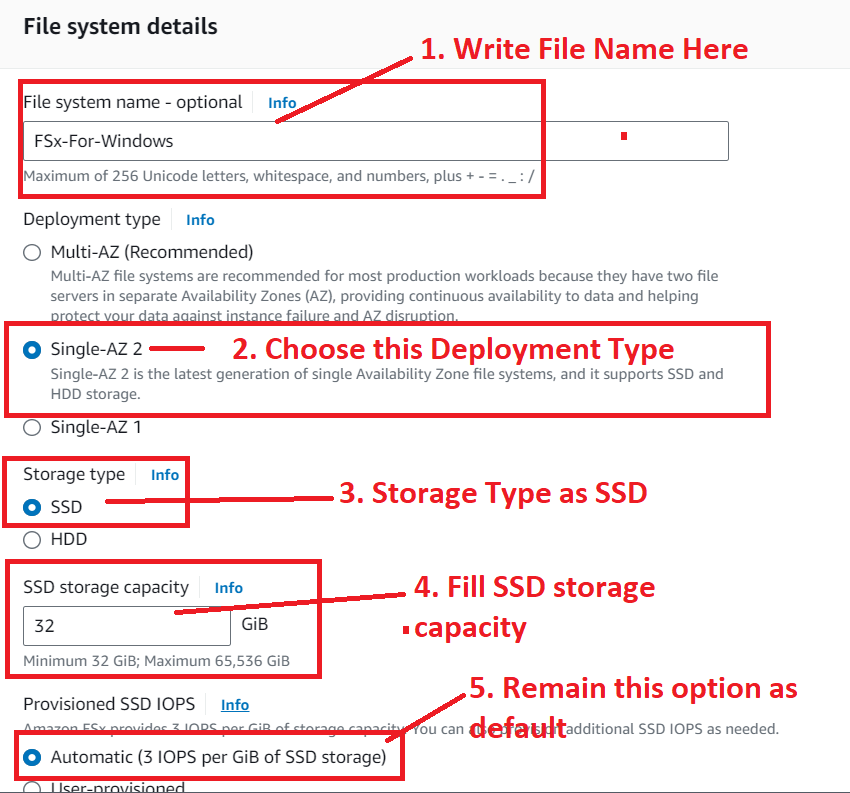 File system details
1. Write File Name Here
File system name - optional Info
FSx-For-Windows
Maximum of 256 Unicode letters, whitespace, and numbers, plus + - = . _ : /
Deployment type Info
Multi-AZ (Recommended)
Multi-AZ file systems are recommended for most production workloads because they have two file
servers in separate Availability Zones (AZ), providing continuous availability to data and helping
protect your data against instance failure and AZ disruption.
Single-AZ 2 2. Choose this Deployment Type
Single-AZ 2 is the latest generation of single Availability Zone file systems, and it supports SSD and
HDD storage.
Single-AZ 1
Storage type Info
3. Storage Type as SSD
SSD
HDD
SSD storage capacity Info
4. Fill SSD storage
capacity
32 GiB
Minimum 32 GiB; Maximum 65,536 GiB
5. Remain this option as
default
Provisioned SSD IOPS Info
Amazon FSx provides 3 IOPS per GiB of storage capacity. You can also provision additional SSD IOPS as needed.
Automatic (3 IOPS per GiB of SSD storage)
User-provisioned